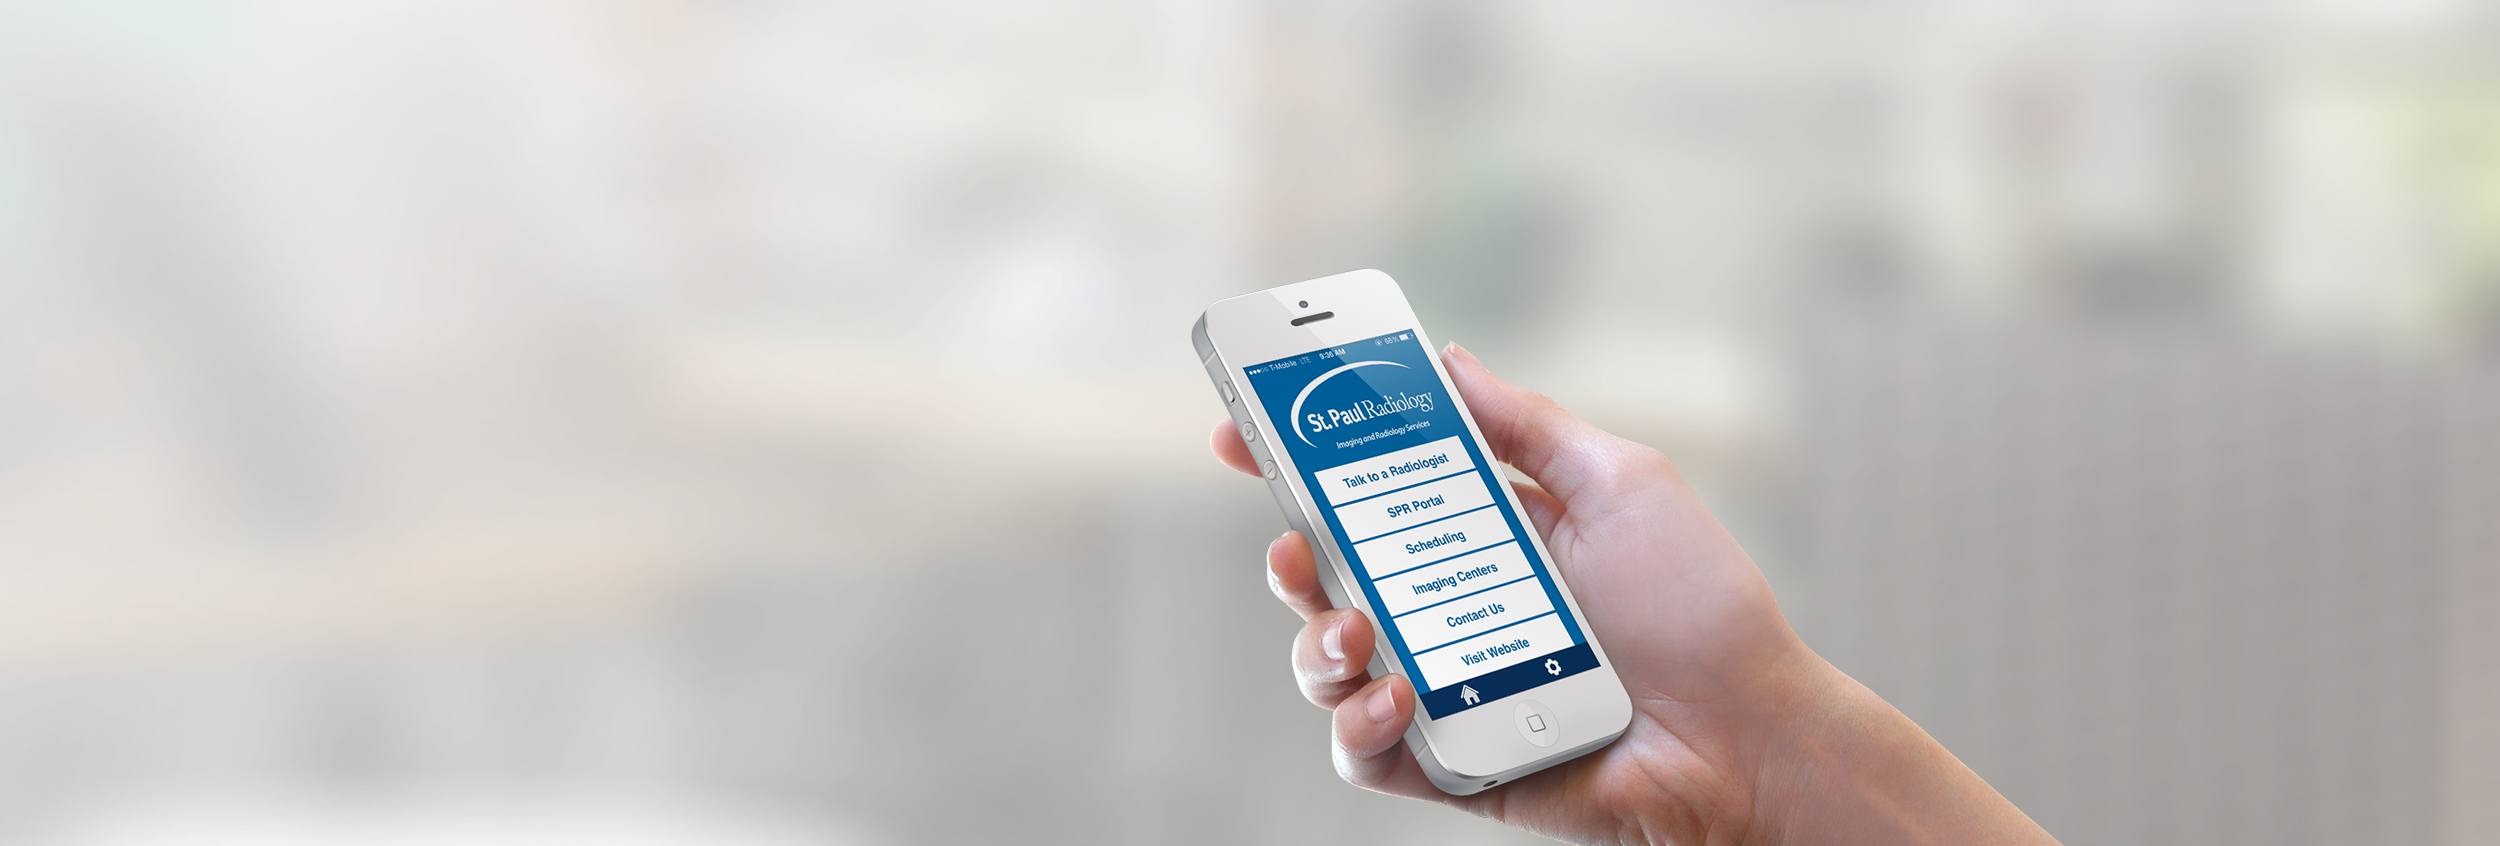 T-Mobile LTE 9:36 AM 66%
St. Paul Radiology
Imaging and Radiology Services
Talk to a Radiologist
SPR Portal
Scheduling
Imaging Centers
Contact Us
Visit Website